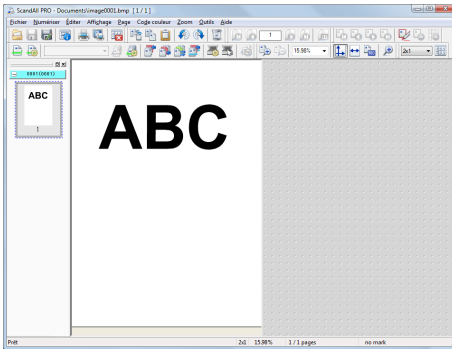 ScandAll PRO - Documents\image0001.bmp [1 / 1]
Fichier Numériser Éditer Affichage Page Code couleur Zoom Outils Aide
1
15.98%
2x1
0001(0001)
ABC
1
ABC
Prêt 2x1 15.98% 1 / 1 pages no mark